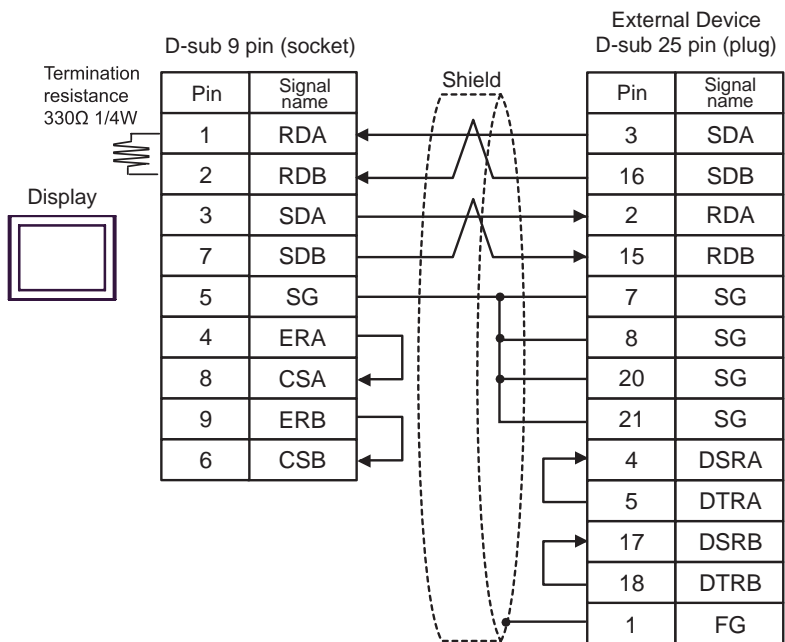 External Device
D-sub 9 pin (socket)
D-sub 25 pin (plug)
Termination
resistance
330Ω 1/4W
Shield
Display
Pin Signal name
1 RDA
2 RDB
3 SDA
7 SDB
5 SG
4 ERA
8 CSA
9 ERB
6 CSB
Pin Signal name
3 SDA
16 SDB
2 RDA
15 RDB
7 SG
8 SG
20 SG
21 SG
4 DSRA
5 DTRA
17 DSRB
18 DTRB
1 FG